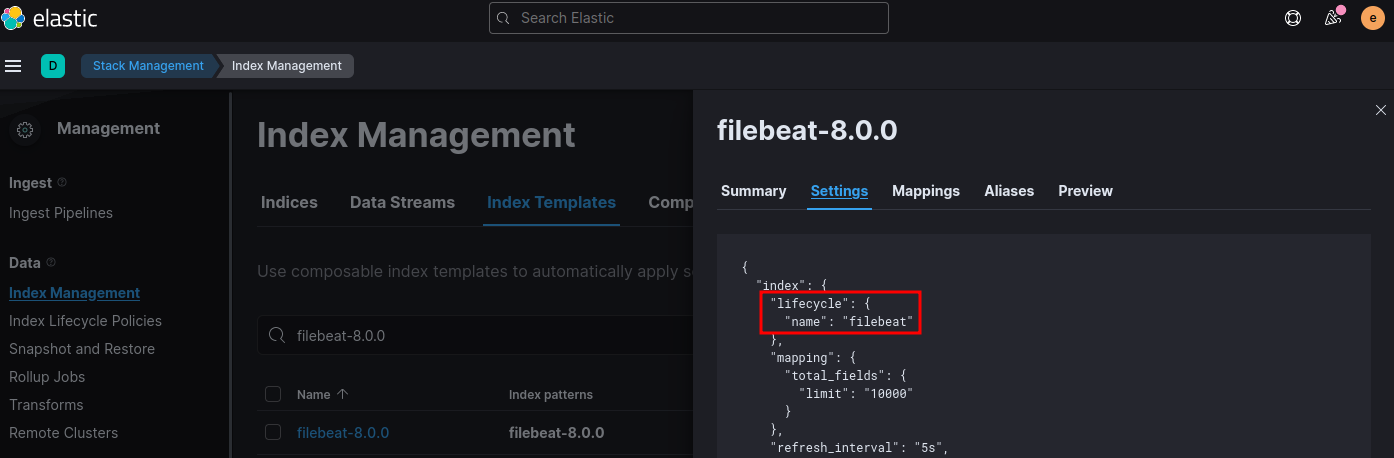 elastic
Search Elastic
e
D
Stack Management
Index Management
Management
Ingest
Ingest Pipelines
Data
Index Management
Index Lifecycle Policies
Snapshot and Restore
Rollup Jobs
Transforms
Remote Clusters
Index Management
Indices Data Streams Index Templates Comp
Use composable index templates to automatically apply s
filebeat-8.0.0
Name Index patterns
filebeat-8.0.0 filebeat-8.0.0
filebeat-8.0.0
Summary Settings Mappings Aliases Preview
{
"index": {
"lifecycle": {
"name": "filebeat"
},
"mapping": {
"total_fields": {
"limit": "10000"
}
},
"refresh_interval": "5s",